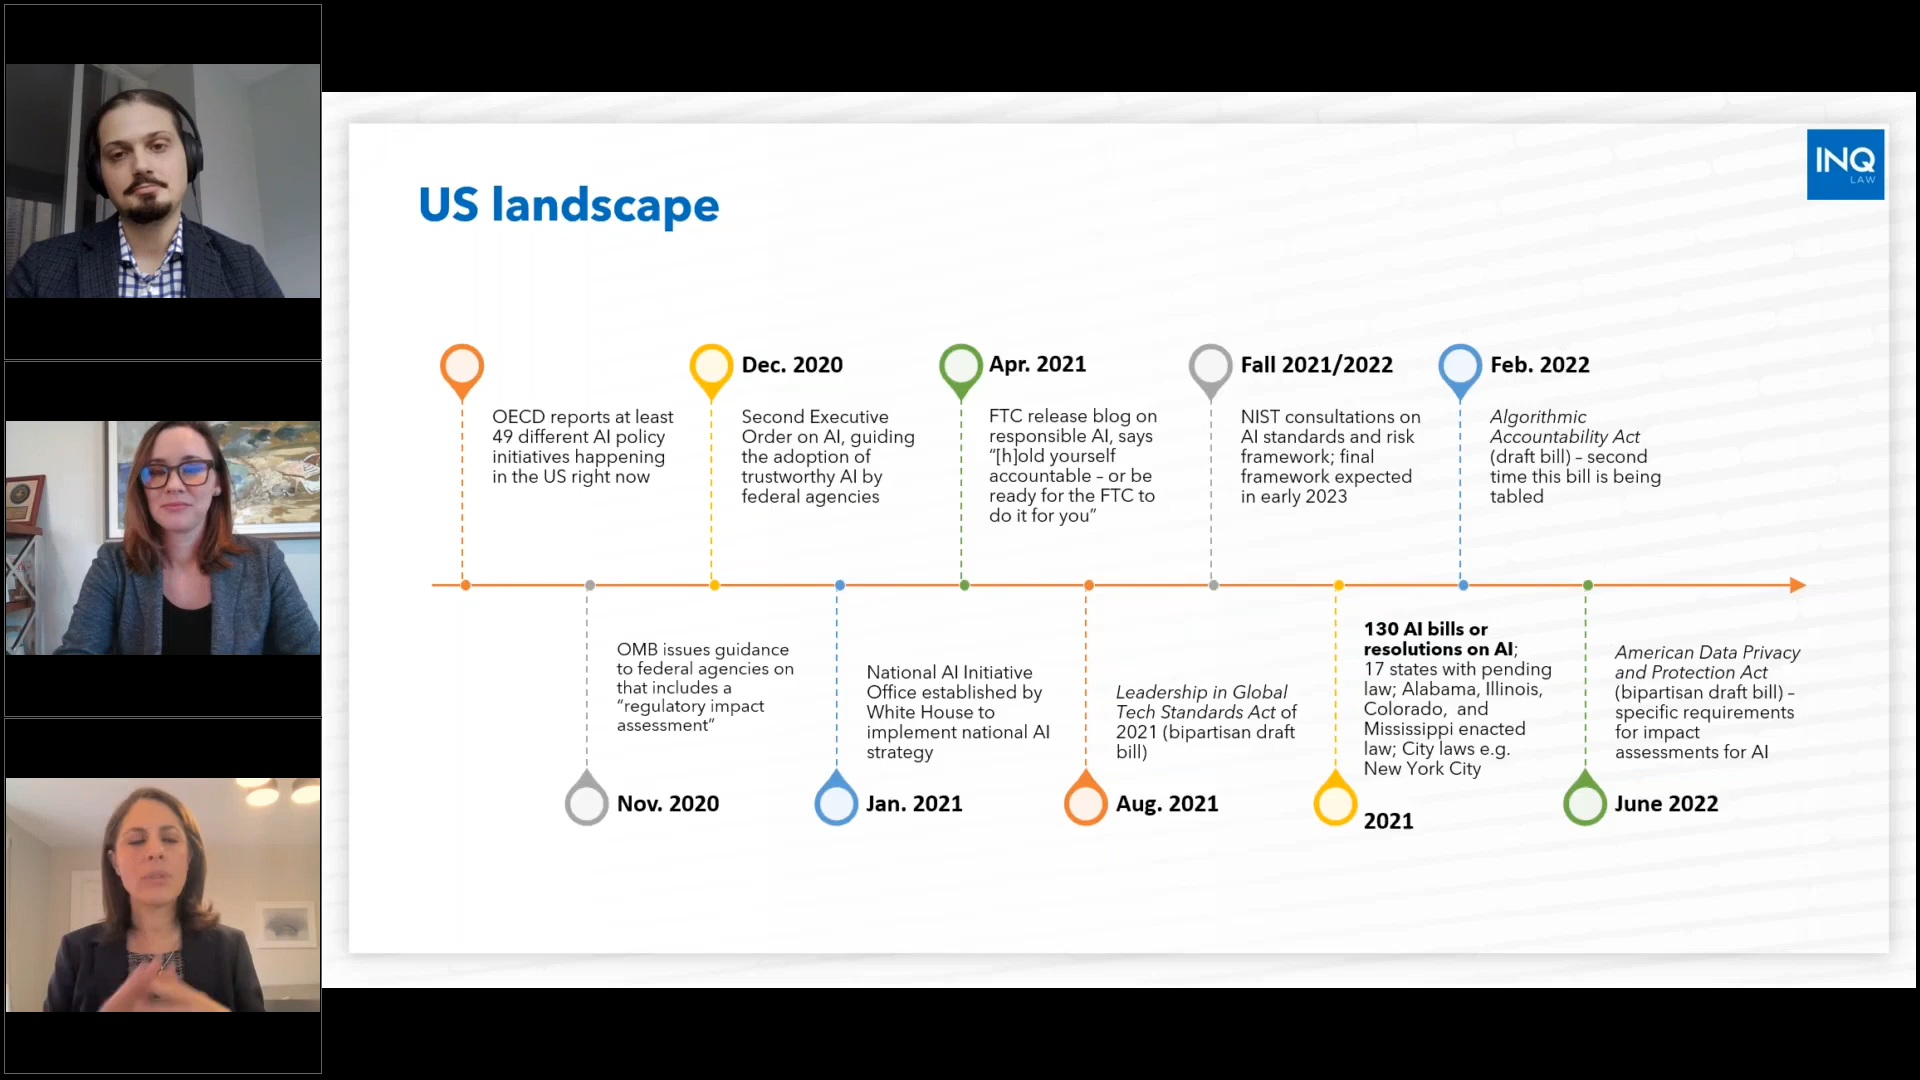 INQ
LAW
US landscape
OECD reports at least
49 different AI policy
initiatives happening
in the US right now
OMB issues guidance
to federal agencies on
that includes a
“regulatory impact
assessment”
Nov. 2020
Dec. 2020
Second Executive
Order on AI, guiding
the adoption of
trustworthy AI by
federal agencies
National AI Initiative
Office established by
White House to
implement national AI
strategy
Jan. 2021
Apr. 2021
FTC release blog on
responsible AI, says
“[h]old yourself
accountable – or be
ready for the FTC to
do it for you”
Leadership in Global
Tech Standards Act of
2021 (bipartisan draft
bill)
Aug. 2021
Fall 2021/2022
NIST consultations on
AI standards and risk
framework; final
framework expected
in early 2023
130 AI bills or
resolutions on AI;
17 states with pending
law; Alabama, Illinois,
Colorado, and
Mississippi enacted
law; City laws e.g.
New York City
2021
Feb. 2022
Algorithmic
Accountability Act
(draft bill) – second
time this bill is being
tabled
American Data Privacy
and Protection Act
(bipartisan draft bill) –
specific requirements
for impact
assessments for AI
June 2022